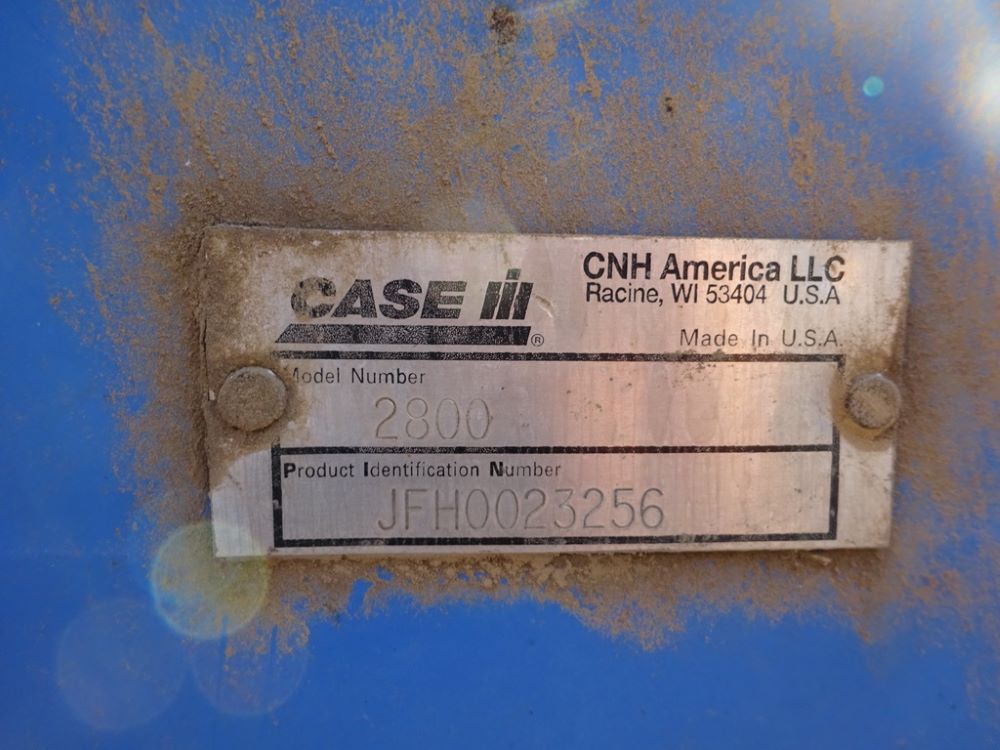 CASE IH ®
CNH America LLC
Racine, WI 53404 U.S.A
Made In U.S.A.
Model Number
2800
Product Identification Number
JFH0023256